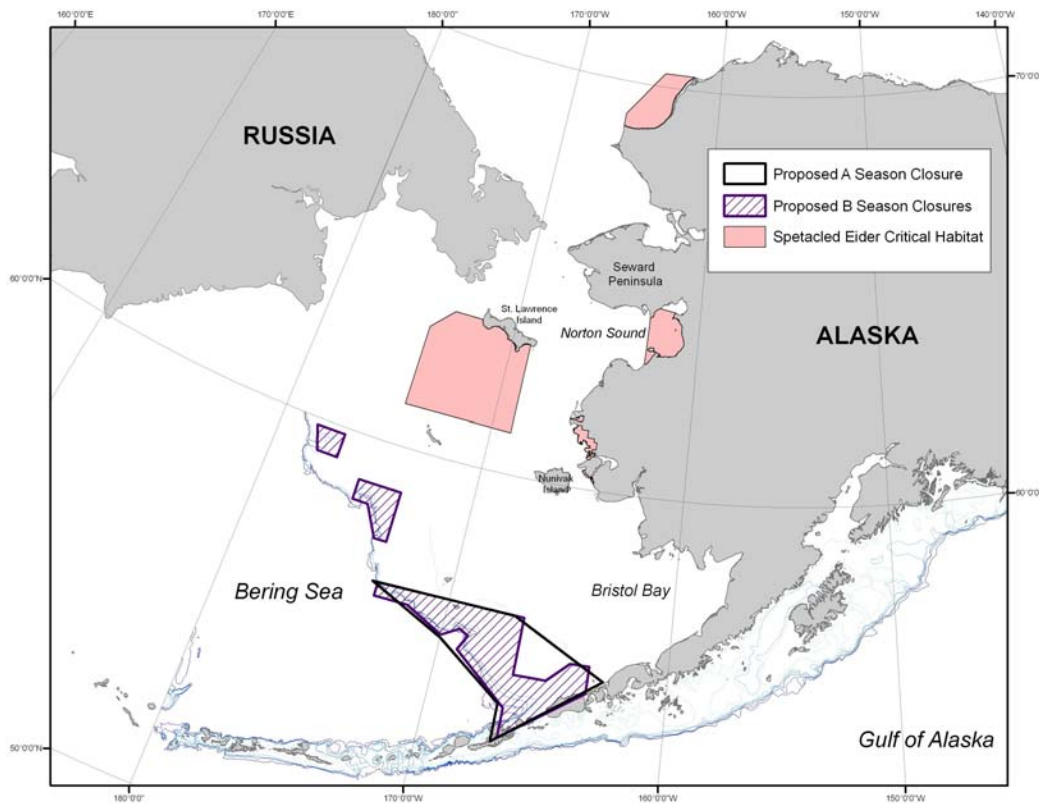 160°0'0"E
170°0'0"E
180°0'0"
170°0'0"W
160°0'0"W
150°0'0"W
140°0'0"W
RUSSIA
Proposed A Season Closure
Proposed B Season Closures
Spetacled Eider Critical Habitat
60°0'0"N
70°0'0
Seward
Peninsula
St. Lawrence
Island
Norton Sound
ALASKA
Nunivak
Island
60°0'0
Bering Sea
Bristol Bay
Gulf of Alaska
50°0'0"N
180°0'0"
170°0'0"W
160°0'0"W
150°0'0"W